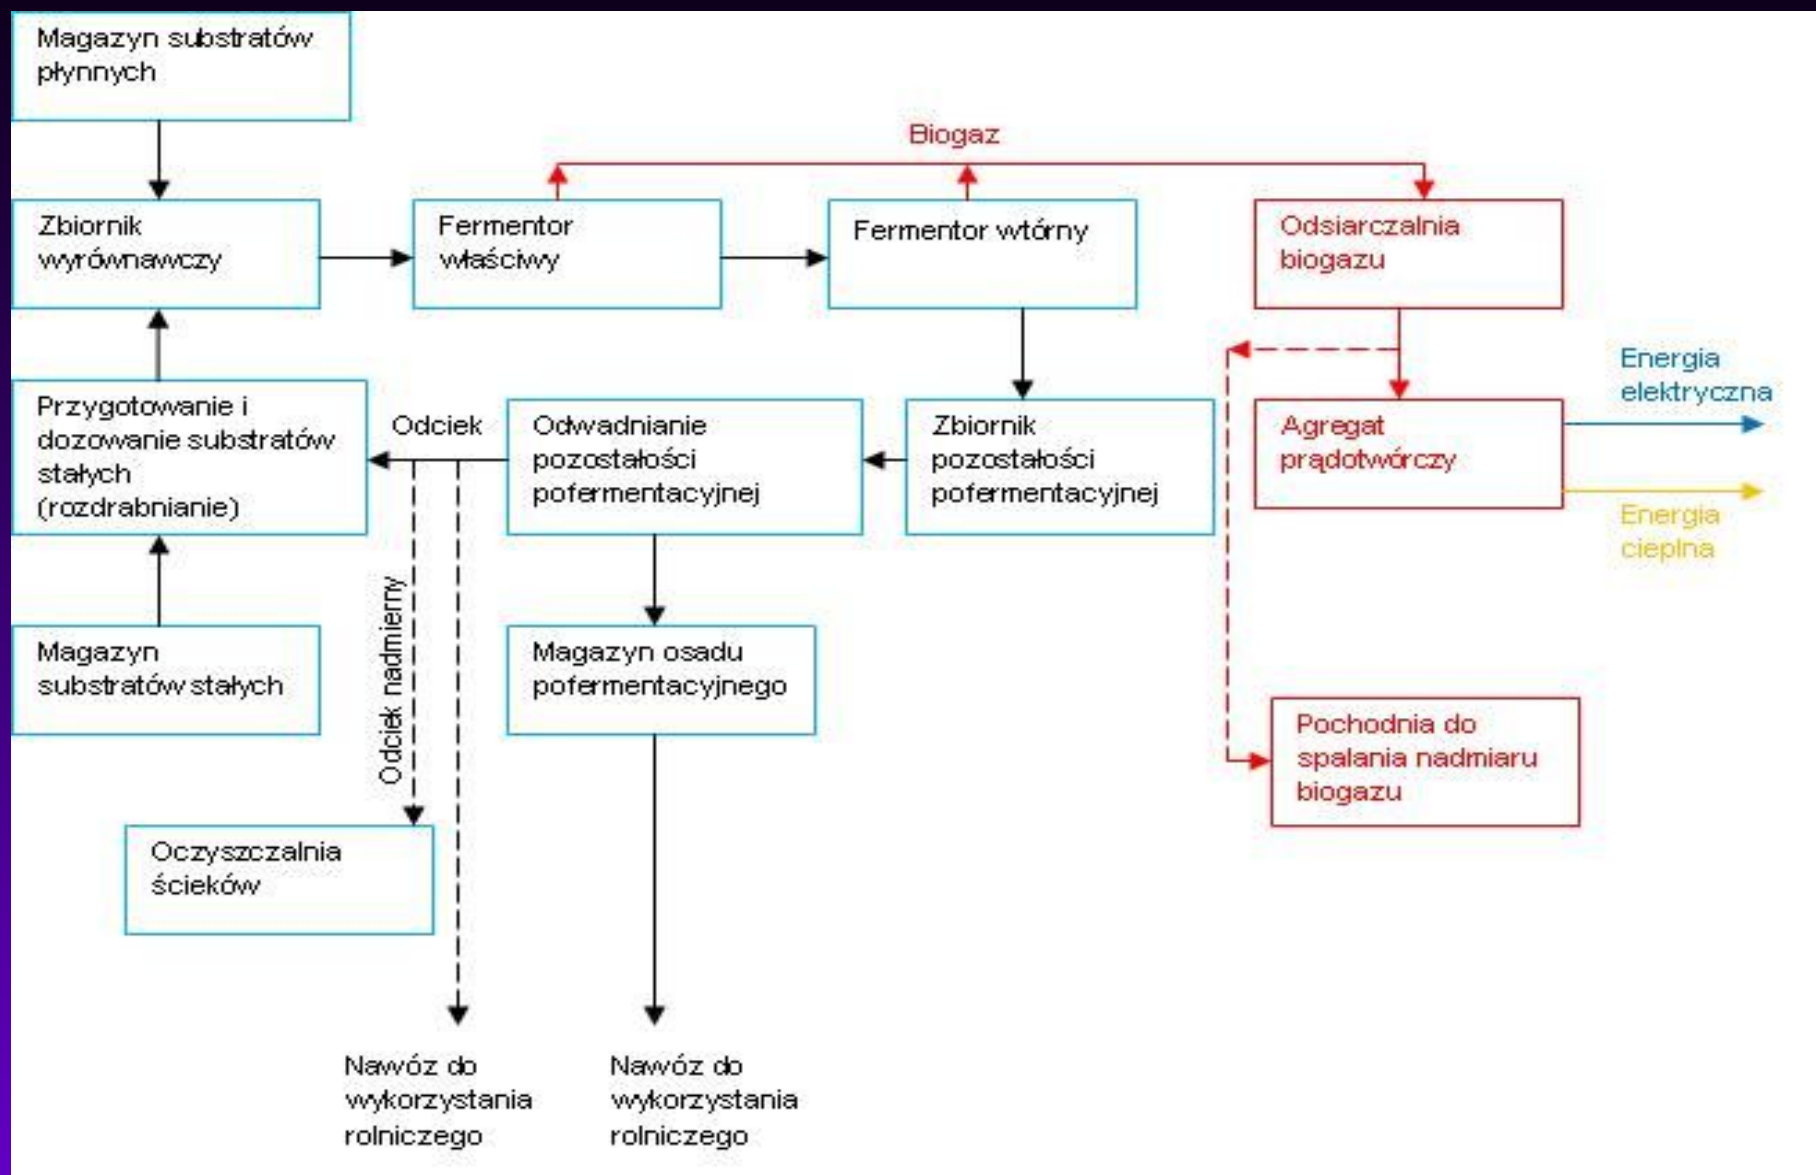 Magazyn substratów
płynnych
Biogaz
Zbiornik
wyrównawczy
Fermentor
właściwy
Fermentor wtórny
Odsiarczalnia
biogazu
Energia
elektryczna
Przygotowanie i
dozowanie substratów
stałych
(rozdrabnianie)
Odciek
Odwadnianie
pozostałości
pofermentacyjnej
Zbiornik
pozostałości
pofermentacyjnej
Agregat
prądotwórczy
Energia
cieplna
Odciek nadmierny
Magazyn
substratów stałych
Magazyn osadu
pofermentacyjnego
Pochodnia do
spalania nadmiaru
biogazu
Oczyszczalnia
ścieków
Nawóz do
wykorzystania
rolniczego
Nawóz do
wykorzystania
rolniczego